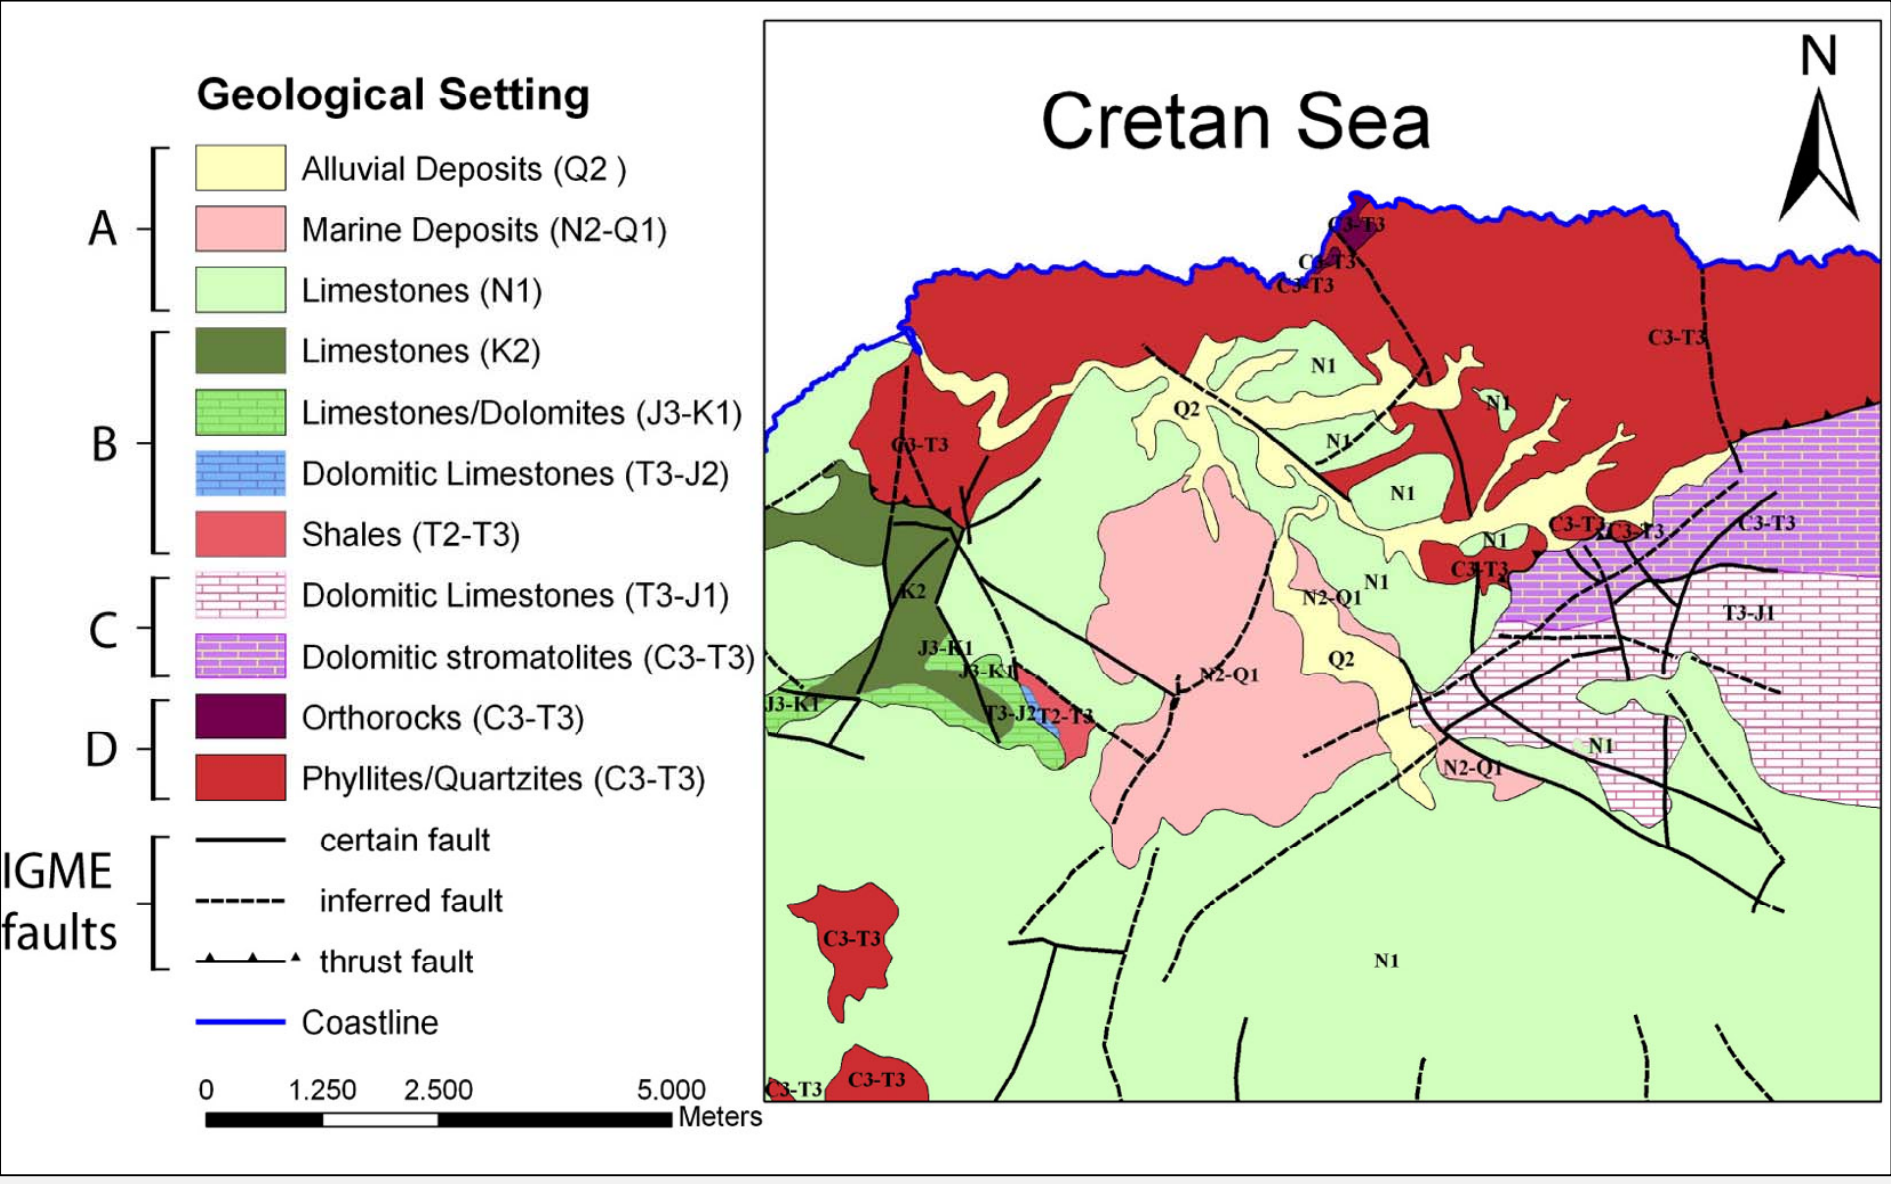 Geological Setting
A
Alluvial Deposits (Q2 )
Marine Deposits (N2-Q1)
Limestones (N1)
B
Limestones (K2)
Limestones/Dolomites (J3-K1)
Dolomitic Limestones (T3-J2)
Shales (T2-T3)
C
Dolomitic Limestones (T3-J1)
Dolomitic stromatolites (C3-T3)
D
Orthorocks (C3-T3)
Phyllites/Quartzites (C3-T3)
IGME
faults
certain fault
inferred fault
thrust fault
Coastline
0 1.250 2.500 5.000
Meters
Cretan Sea
N
C3-T3
C3-T3
C3-T3
C3-T3
N1
Q2
N1
N1
C3-T3
N1
C3-T3
C3-T3
C3-T3
N1
C3-T3
K2
N2-Q1
N1
T3-J1
J3-K1
J3-K1
N2-Q1
Q2
J3-K1
T3-J2
T2-T3
N1
N2-Q1
C3-T3
N1
C3-T3
C3-T3